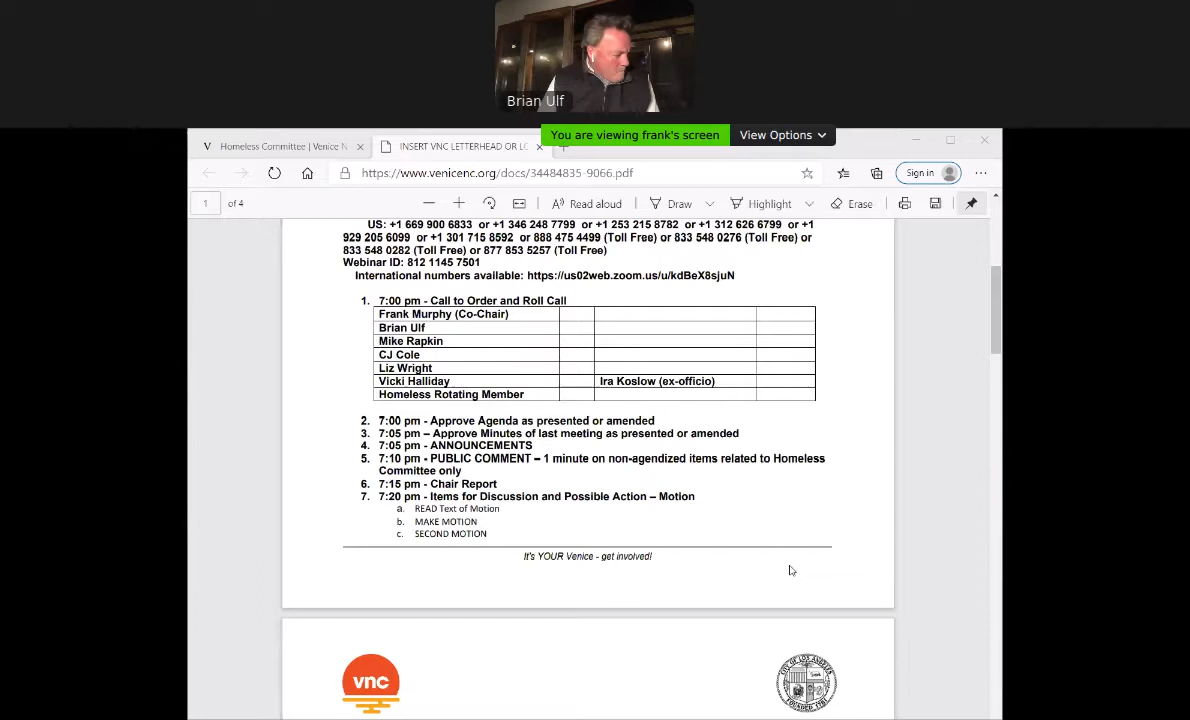 Brian Ulf
You are viewing frank's screen
View Options
V Homeless Committee | Venice N
INSERT VNC LETTERHEAD OR LO
https://www.venicenc.org/docs/34484835-9066.pdf
Sign in
1 of 4
Read aloud
Draw
Highlight
Erase
US: +1 669 900 6833 or +1 346 248 7799 or +1 253 215 8782 or +1 312 626 6799 or +1
929 205 6099 or +1 301 715 8592 or 888 475 4499 (Toll Free) or 833 548 0276 (Toll Free) or
833 548 0282 (Toll Free) or 877 853 5257 (Toll Free)
Webinar ID: 812 1145 7501
International numbers available: https://us02web.zoom.us/u/kdBeX8sjuN
1. 7:00 pm - Call to Order and Roll Call
Frank Murphy (Co-Chair)
Brian Ulf
Mike Rapkin
CJ Cole
Liz Wright
Vicki Halliday Ira Koslow (ex-officio)
Homeless Rotating Member
2. 7:00 pm - Approve Agenda as presented or amended
3. 7:05 pm – Approve Minutes of last meeting as presented or amended
4. 7:05 pm - ANNOUNCEMENTS
5. 7:10 pm - PUBLIC COMMENT – 1 minute on non-agendized items related to Homeless
Committee only
6. 7:15 pm - Chair Report
7. 7:20 pm - Items for Discussion and Possible Action – Motion
a. READ Text of Motion
b. MAKE MOTION
c. SECOND MOTION
It's YOUR Venice - get involved!
vnc
CITY OF LOS ANGELES
FOUNDED 1781